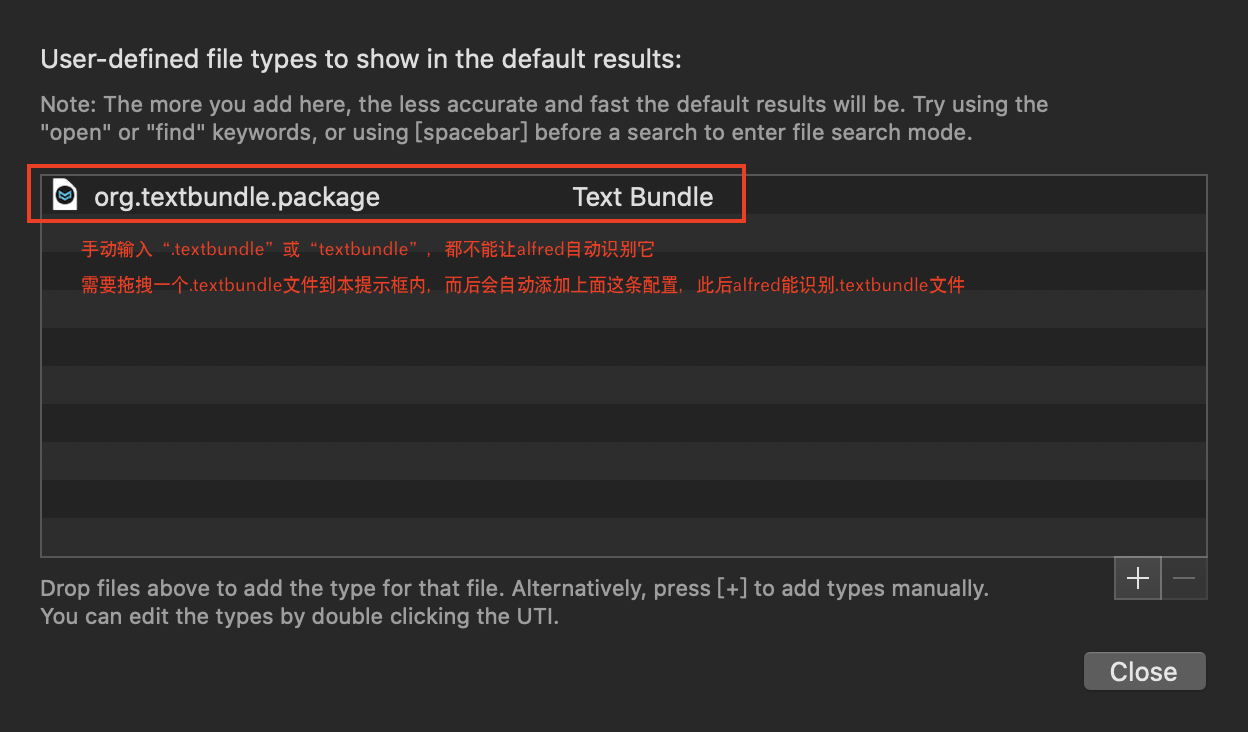 User-defined file types to show in the default results:
Note: The more you add here, the less accurate and fast the default results will be. Try using the
"open" or "find" keywords, or using [spacebar] before a search to enter file search mode.
org.textbundle.package Text Bundle
手动输入“.textbundle”或“textbundle”，都不能让alfred自动识别它
需要拖拽一个.textbundle文件到本提示框内，而后会自动添加上面这条配置，此后alfred能识别.textbundle文件
Drop files above to add the type for that file. Alternatively, press [+] to add types manually.
You can edit the types by double clicking the UTI.
Close